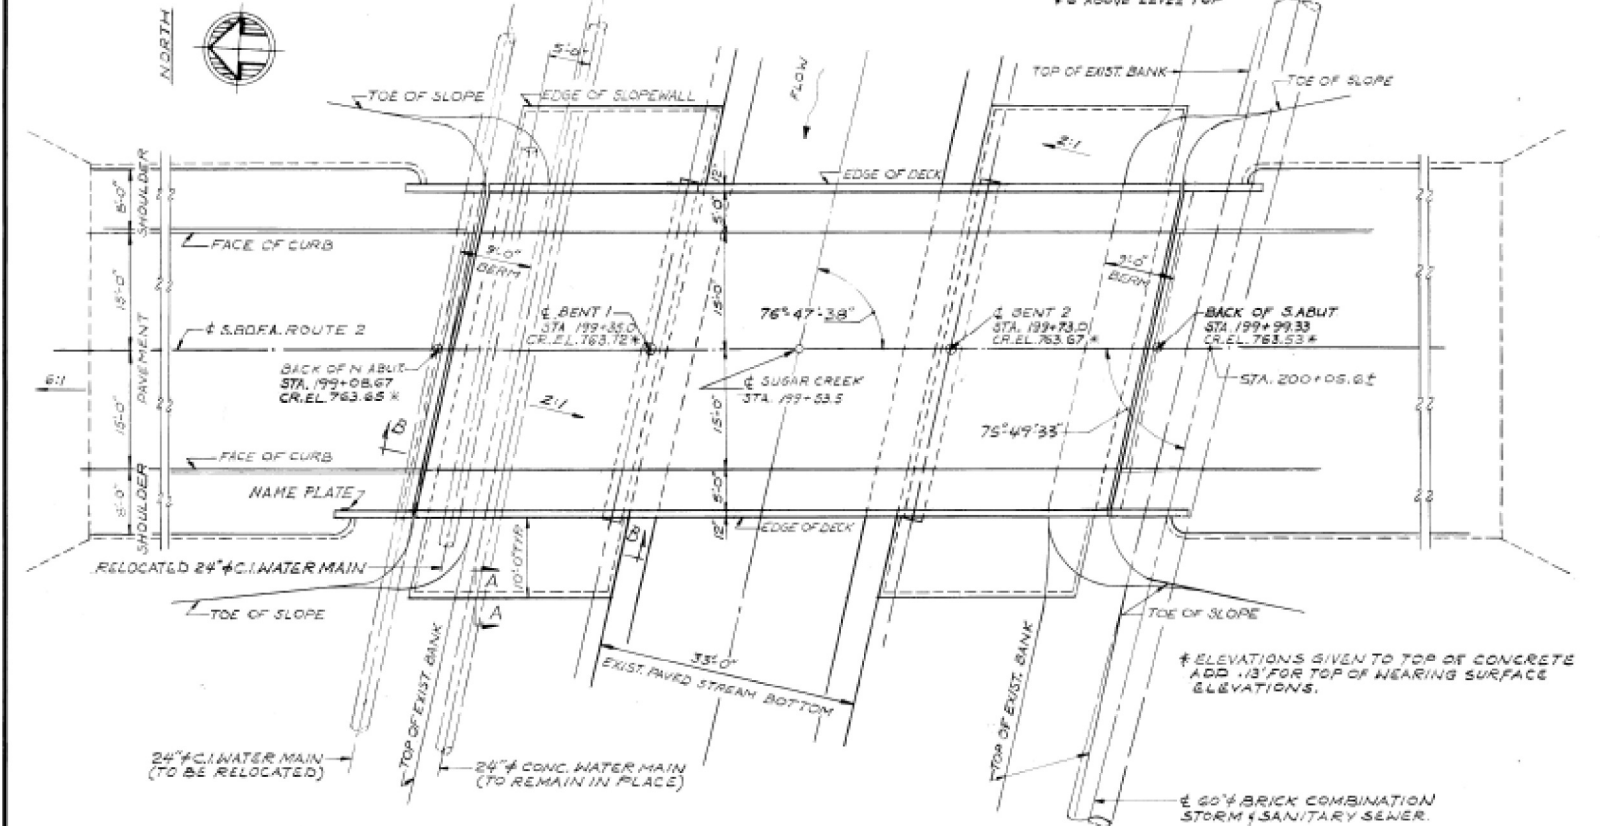 NORTH
5'-0"
FLOW
TOP OF EXIST. BANK
TOE OF SLOPE
TOE OF SLOPE
EDGE OF SLOPEWALL
2:1
12"
EDGE OF DECK
8'-0"
SHOULDER
5'-0"
FACE OF CURB
9'-0"
BERM
9'-0"
BERM
15'-0"
PAVEMENT
15'-0"
℄ S.BD.F.A. ROUTE 2
℄ BENT 1
STA. 199+35.0
CR.EL. 763.72*
76°-47'-38"
℄ BENT 2
STA. 199+73.0
CR.EL. 763.67*
BACK OF S. ABUT
STA. 199+99.33
CR.EL. 763.53*
BACK OF N. ABUT.
STA. 199+08.67
CR.EL. 763.65*
℄ SUGAR CREEK
STA. 199+53.5
STA. 200+05.6±
6:1
2:1
15'-0"
15'-0"
75°49'33"
B
FACE OF CURB
NAME PLATE
8'-0"
SHOULDER
5'-0"
12"
EDGE OF DECK
B
RELOCATED 24"⌀ C.I. WATER MAIN
A
10'-0TYP.
A
TOE OF SLOPE
TOE OF SLOPE
TOP OF EXIST. BANK
33'-0"
EXIST. PAVED STREAM BOTTOM
TOP OF EXIST. BANK
* ELEVATIONS GIVEN TO TOP OF CONCRETE
ADD .13' FOR TOP OF WEARING SURFACE
ELEVATIONS.
24"⌀ C.I. WATER MAIN
(TO BE RELOCATED)
24"⌀ CONC. WATER MAIN
(TO REMAIN IN PLACE)
℄ 60"⌀ BRICK COMBINATION
STORM & SANITARY SEWER.